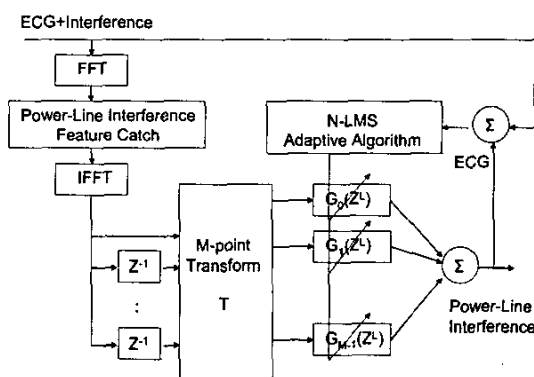 ECG+Interference
FFT
Power-Line Interference
Feature Catch
IFFT
N-LMS
Adaptive Algorithm
Σ
ECG
M-point
Transform
T
Z⁻¹
:
Z⁻¹
G₀(Zᴸ)
G₁(Zᴸ)
G_M-1(Zᴸ)
Σ
Power-Line
Interference